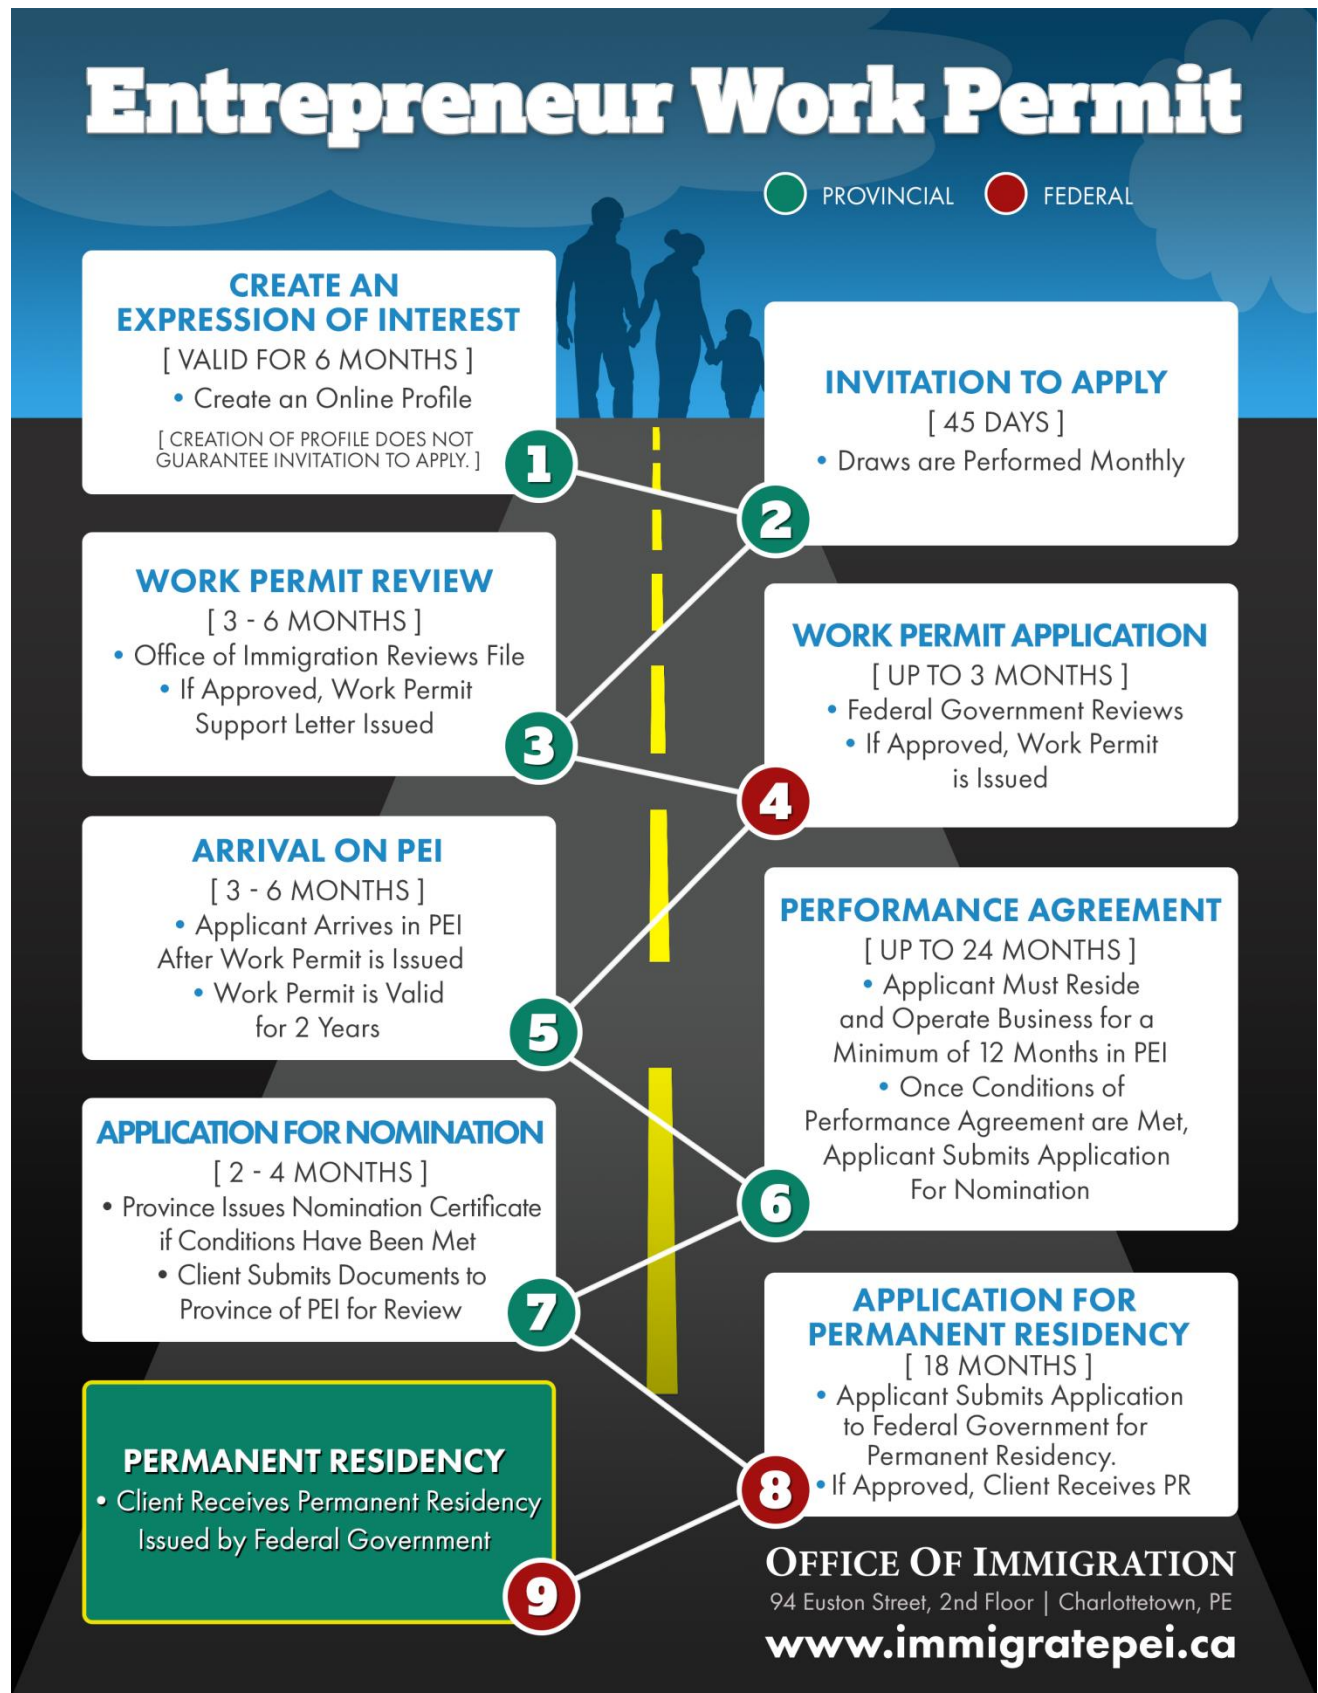 Entrepreneur Work Permit
PROVINCIAL
FEDERAL
CREATE AN
EXPRESSION OF INTEREST
[ VALID FOR 6 MONTHS ]
• Create an Online Profile
[ CREATION OF PROFILE DOES NOT
GUARANTEE INVITATION TO APPLY. ]
1
INVITATION TO APPLY
[ 45 DAYS ]
• Draws are Performed Monthly
2
WORK PERMIT REVIEW
[ 3 - 6 MONTHS ]
• Office of Immigration Reviews File
• If Approved, Work Permit
Support Letter Issued
3
WORK PERMIT APPLICATION
[ UP TO 3 MONTHS ]
• Federal Government Reviews
• If Approved, Work Permit
is Issued
4
ARRIVAL ON PEI
[ 3 - 6 MONTHS ]
• Applicant Arrives in PEI
After Work Permit is Issued
• Work Permit is Valid
for 2 Years
5
PERFORMANCE AGREEMENT
[ UP TO 24 MONTHS ]
• Applicant Must Reside
and Operate Business for a
Minimum of 12 Months in PEI
• Once Conditions of
Performance Agreement are Met,
Applicant Submits Application
For Nomination
6
APPLICATION FOR NOMINATION
[ 2 - 4 MONTHS ]
• Province Issues Nomination Certificate
if Conditions Have Been Met
• Client Submits Documents to
Province of PEI for Review
7
APPLICATION FOR
PERMANENT RESIDENCY
[ 18 MONTHS ]
• Applicant Submits Application
to Federal Government for
Permanent Residency.
• If Approved, Client Receives PR
8
PERMANENT RESIDENCY
• Client Receives Permanent Residency
Issued by Federal Government
9
OFFICE OF IMMIGRATION
94 Euston Street, 2nd Floor | Charlottetown, PE
www.immigratepei.ca